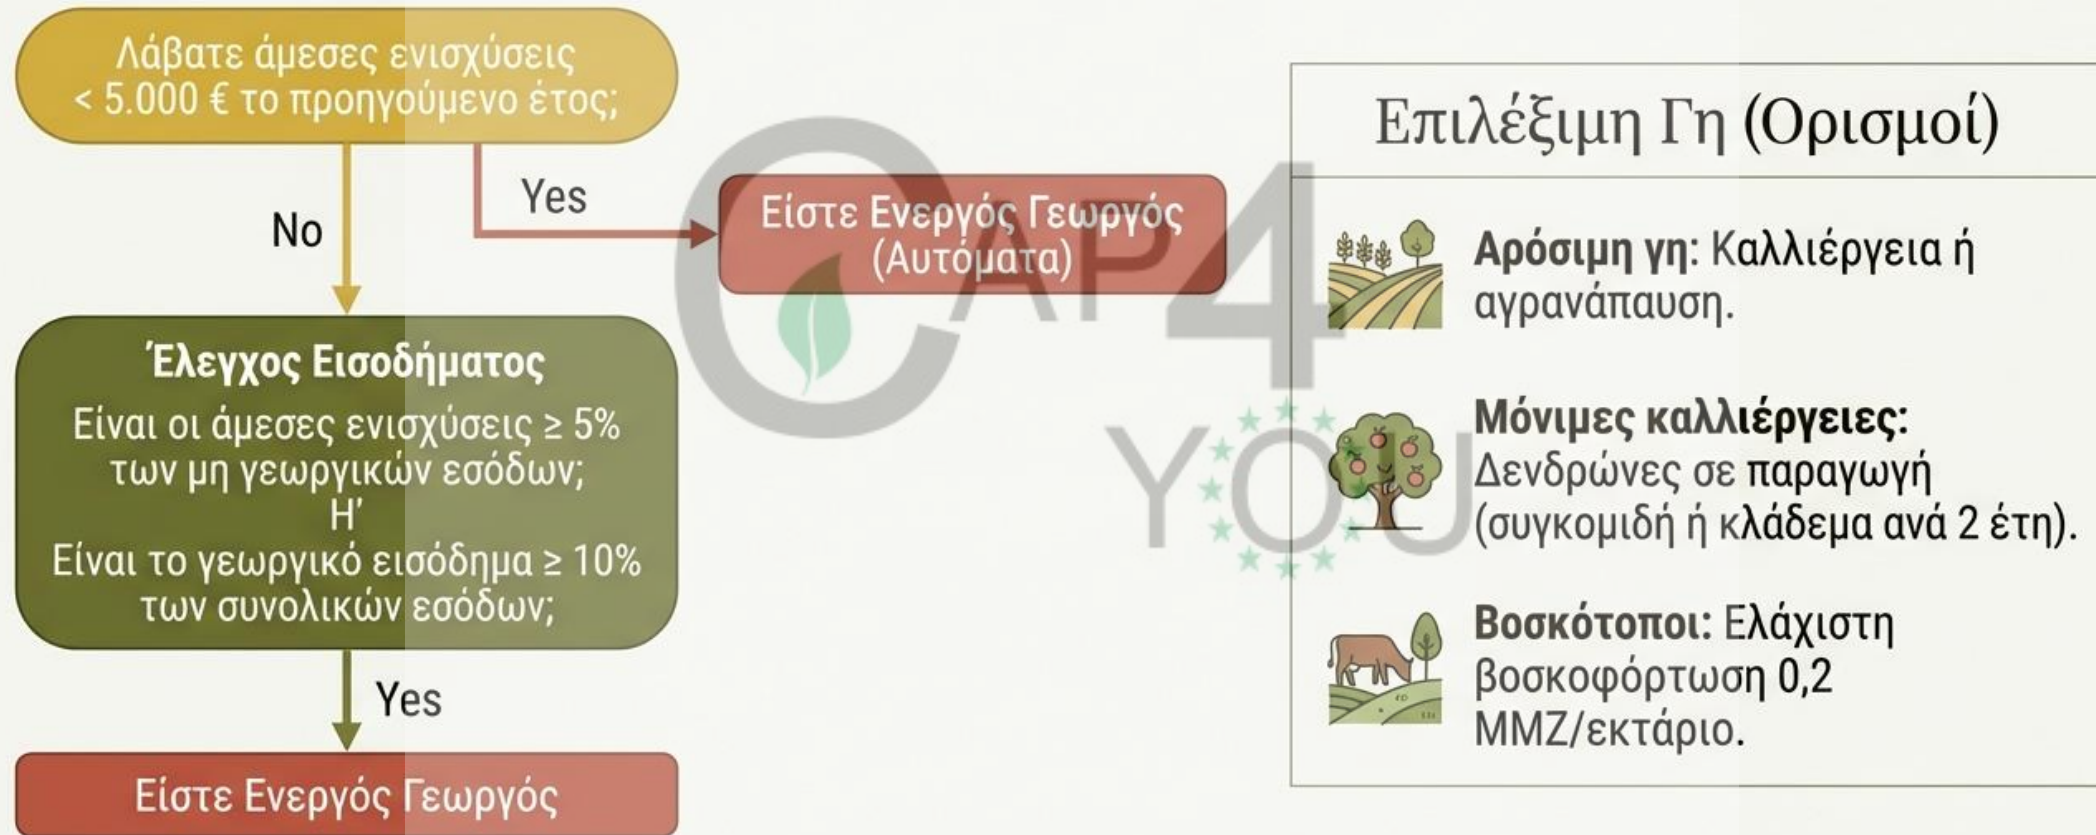 Λάβατε άμεσες ενισχύσεις
< 5.000 € το προηγούμενο έτος;
No
Yes
Είστε Ενεργός Γεωργός
(Αυτόματα)
Έλεγχος Εισοδήματος
Είναι οι άμεσες ενισχύσεις ≥ 5%
των μη γεωργικών εσόδων;
Η'
Είναι το γεωργικό εισόδημα ≥ 10%
των συνολικών εσόδων;
Yes
Είστε Ενεργός Γεωργός
CAP4
YOU
Επιλέξιμη Γη (Ορισμοί)
Αρόσιμη γη: Καλλιέργεια ή
αγρανάπαυση.
Μόνιμες καλλιέργειες:
Δενδρώνες σε παραγωγή
(συγκομιδή ή κλάδεμα ανά 2 έτη).
Βοσκότοποι: Ελάχιστη
βοσκοφόρτωση 0,2
ΜΜΖ/εκτάριο.